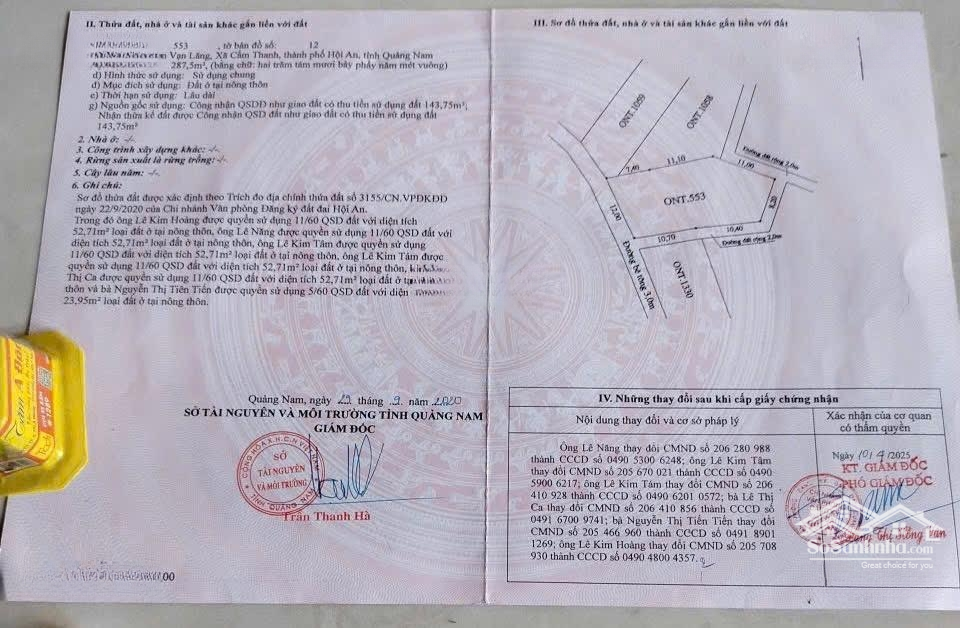 II. Thửa đất, nhà ở và tài sản khác gắn liền với đất
553 , tờ bản đồ số: 12
Vạn Lăng, Xã Cẩm Thanh, thành phố Hội An, tỉnh Quảng Nam
287,5m², (bằng chữ: hai trăm tám mươi bảy phẩy năm mét vuông)
d) Hình thức sử dụng: Sử dụng chung
d) Mục đích sử dụng: Đất ở tại nông thôn
e) Thời hạn sử dụng: Lâu dài
g) Nguồn gốc sử dụng: Công nhận QSDĐ như giao đất có thu tiền sử dụng đất 143,75m²,
Nhận thừa kế đất được Công nhận QSD đất như giao đất có thu tiền sử dụng đất
143,75m²
2. Nhà ở: -/-
3. Công trình xây dựng khác: -/-
4. Rừng sản xuất là rừng trồng: -/-
5. Cây lâu năm: -/-
6. Ghi chú:
Sơ đồ thửa đất được xác định theo Trích đo địa chính thửa đất số 3155/CN.VPĐKĐĐ
ngày 22/9/2020 của Chi nhánh Văn phòng Đăng ký đất đai Hội An.
Trong đó ông Lê Kim Hoàng được quyền sử dụng 11/60 QSD đất với diện tích
52,71m² loại đất ở tại nông thôn, ông Lê Năng được quyền sử dụng 11/60 QSD đất với
diện tích 52,71m² loại đất ở tại nông thôn, ông Lê Kim Tâm được quyền sử dụng
11/60 QSD đất với diện tích 52,71m² loại đất ở tại nông thôn, ông Lê Kim Tám được
quyền sử dụng 11/60 QSD đất với diện tích 52,71m² loại đất ở tại nông thôn,
Thị Ca được quyền sử dụng 11/60 QSD đất với diện tích 52,71m² loại đất ở tại
thôn và bà Nguyễn Thị Tiên Tiến được quyền sử dụng 5/60 QSD đất với diện
23,95m² loại đất ở tại nông thôn.
Quảng Nam, ngày 29 tháng 9 năm 2020
SỞ TÀI NGUYÊN VÀ MÔI TRƯỜNG TỈNH QUẢNG NAM
GIÁM ĐỐC
CỘNG HÒA X.H.C.N VIỆT NAM
SỞ
TÀI NGUYÊN
VÀ MÔI TRƯỜNG
TỈNH QUẢNG NAM
Trần Thanh Hà
III. Sơ đồ thửa đất, nhà ở và tài sản khác gắn liền với đất
ONT.1059
ONT.1058
Đường đất rộng 2,0m
7,40
11,10
11,00
ONT.553
8,20
12,00
10,70
10,40
Đường đất rộng 2,0m
Đường bê rộng 3,0m
ONT.1330
IV. Những thay đổi sau khi cấp giấy chứng nhận
Nội dung thay đổi và cơ sở pháp lý
Xác nhận của cơ quan
có thẩm quyền
Ông Lê Năng thay đổi CMND số 206 280 988
thành CCCD số 0490 5300 6248; ông Lê Kim Tâm
thay đổi CMND số 205 670 021 thành CCCD số 0490
5900 6217; ông Lê Kim Tám thay đổi CMND số 206
410 928 thành CCCD số 0490 6201 0572; bà Lê Thị
Ca thay đổi CMND số 206 410 856 thành CCCD số
0491 6700 9741; bà Nguyễn Thị Tiên Tiến thay đổi
CMND số 205 466 960 thành CCCD số 0491 8901
1269; ông Lê Kim Hoàng thay đổi CMND số 205 708
930 thành CCCD số 0490 4800 4357.
Ngày 10/4/2025
KT. GIÁM ĐỐC
PHÓ GIÁM ĐỐC
Great choice for you
Cẩm A Đôi